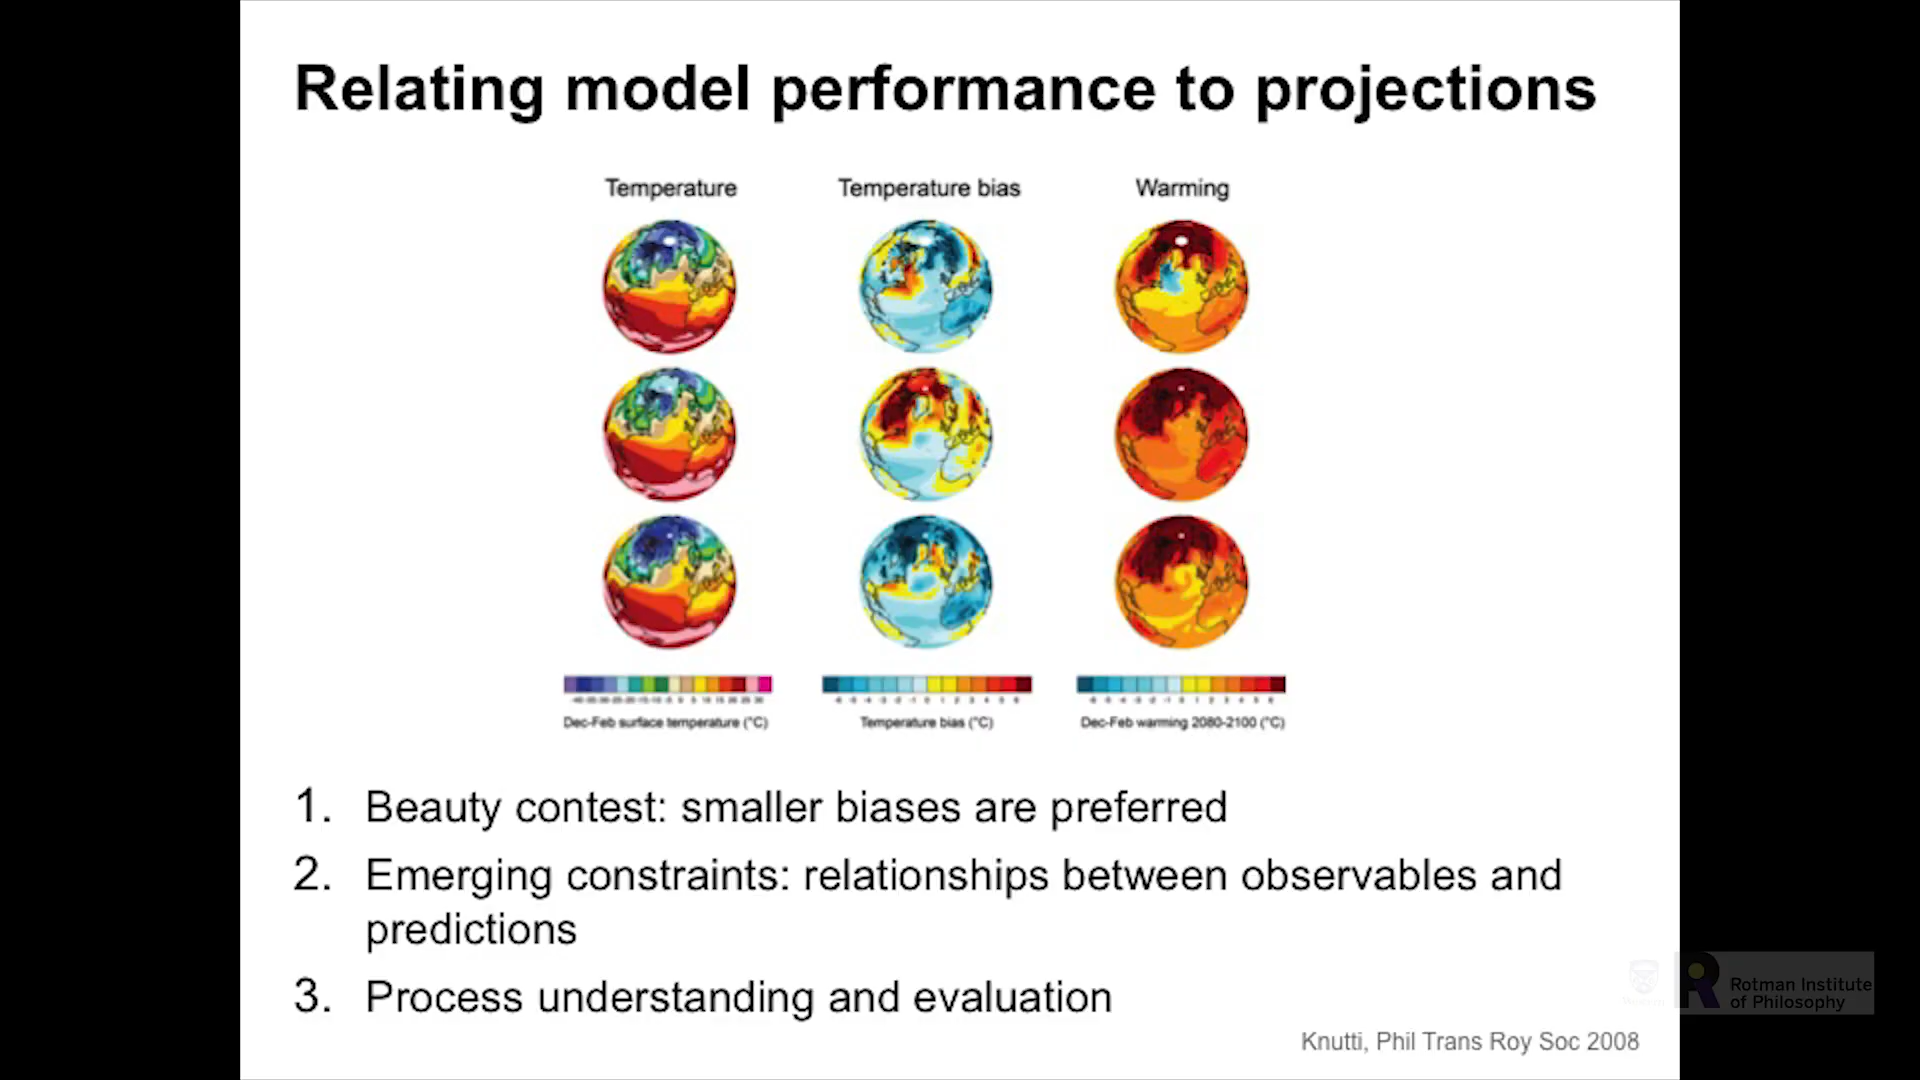 Relating model performance to projections
Temperature
Temperature bias
Warming
Dec-Feb surface temperature (°C)
Temperature bias (°C)
Dec-Feb warming 2080-2100 (°C)
1. Beauty contest: smaller biases are preferred
2. Emerging constraints: relationships between observables and
predictions
3. Process understanding and evaluation
Rotman Institute
of Philosophy
Knutti, Phil Trans Roy Soc 2008